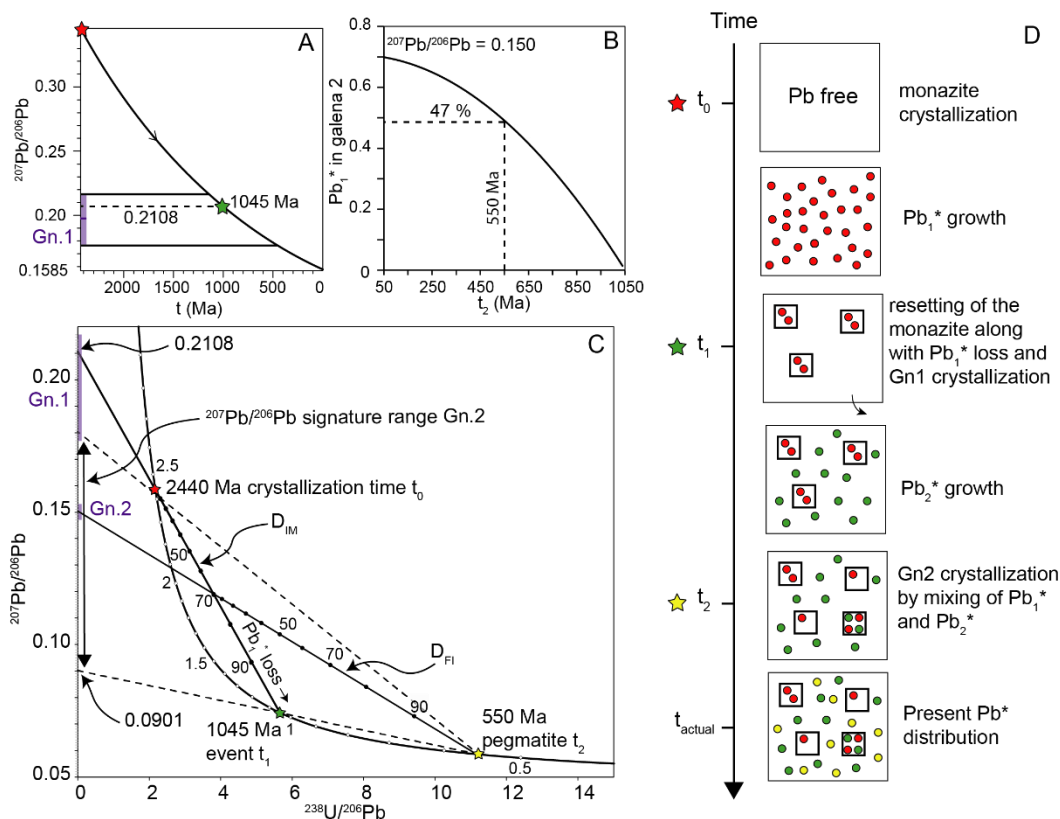 A
²⁰⁷Pb/²⁰⁶Pb
0.30
0.25
0.20
0.1585
Gn.1
0.2108
1045 Ma
2000
1500
1000
500
0
t (Ma)
B
²⁰⁷Pb/²⁰⁶Pb = 0.150
Pb₁* in galena 2
0.8
0.6
0.4
0.2
0
47 %
550 Ma
50
250
450
650
850
1050
t₂ (Ma)
C
²⁰⁷Pb/²⁰⁶Pb
0.20
0.15
0.10
0.05
Gn.1
0.2108
²⁰⁷Pb/²⁰⁶Pb signature range Gn.2
2.5
2440 Ma crystallization time t₀
Gn.2
D_IM
50
2
70
50
Pb₁* loss
70
D_FI
1.5
90
90
0.0901
1045 Ma
event t₁
1
550 Ma
pegmatite t₂
0.5
0
2
4
6
8
10
12
14
²³⁸U/²⁰⁶Pb
Time
D
t₀
Pb free
monazite
crystallization
Pb₁* growth
t₁
resetting of the
monazite along
with Pb₁* loss and
Gn1 crystallization
Pb₂* growth
t₂
Gn2 crystallization
by mixing of Pb₁*
and Pb₂*
t_actual
Present Pb*
distribution